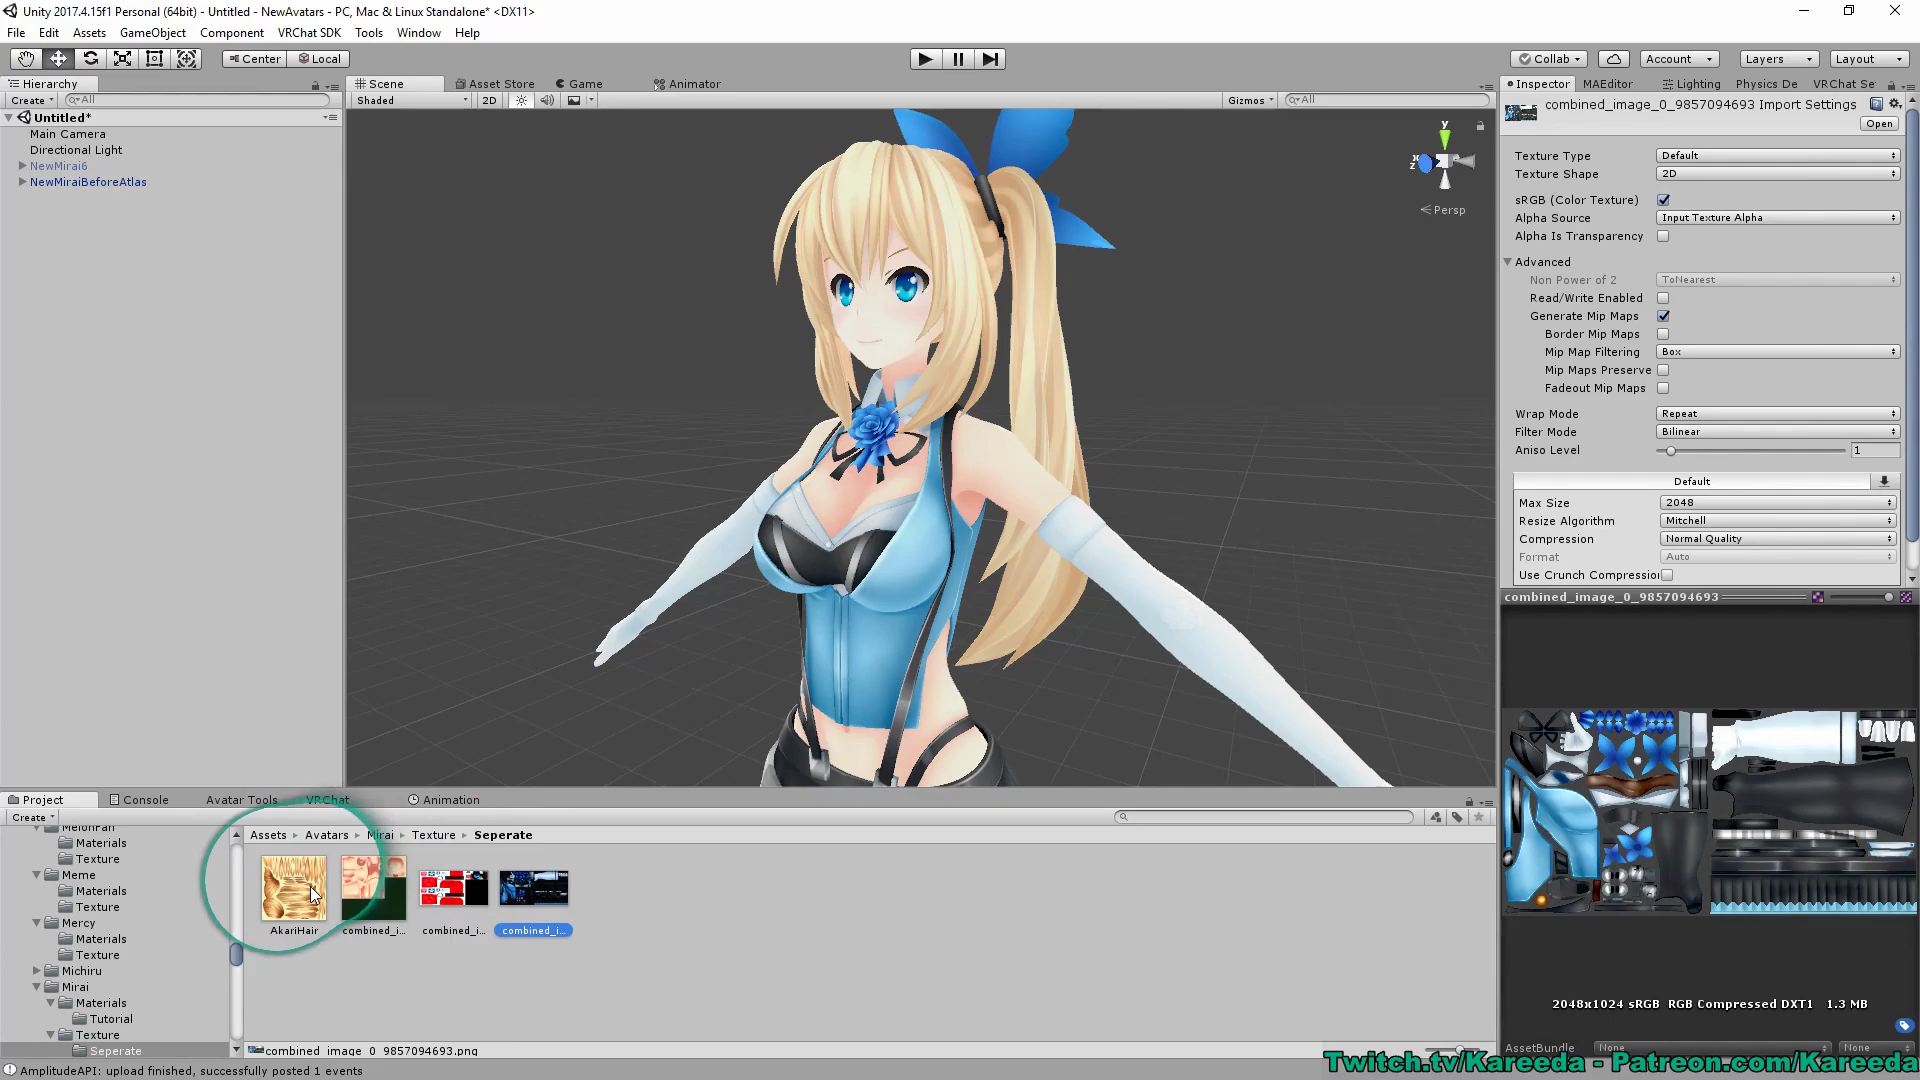 Unity 2017.4.15f1 Personal (64bit) - Untitled - NewAvatars - PC, Mac & Linux Standalone* <DX11>
File Edit Assets GameObject Component VRChat SDK Tools Window Help
Center Local Collab Account Layers Layout
Hierarchy Scene Asset Store Game Animator Inspector MAEditor Lighting Physics De VRChat Se
Create All Shaded 2D Gizmos All
combined_image_0_9857094693 Import Settings
Open
Untitled*
Main Camera
Directional Light
NewMirai6
NewMiraiBeforeAtlas
y
x
z
Persp
Texture Type Default
Texture Shape 2D
sRGB (Color Texture)
Alpha Source Input Texture Alpha
Alpha Is Transparency
Advanced
Non Power of 2 ToNearest
Read/Write Enabled
Generate Mip Maps
Border Mip Maps
Mip Map Filtering Box
Mip Maps Preserve
Fadeout Mip Maps
Wrap Mode Repeat
Filter Mode Bilinear
Aniso Level 1
Default
Max Size 2048
Resize Algorithm Mitchell
Compression Normal Quality
Format Auto
Use Crunch Compression
combined_image_0_9857094693
2048x1024 sRGB RGB Compressed DXT1 1.3 MB
AssetBundle None None
Project Console Avatar Tools VRChat Animation
Create
MelonPan
Materials
Texture
Meme
Materials
Texture
Mercy
Materials
Texture
Michiru
Mirai
Materials
Tutorial
Texture
Seperate
Assets Avatars Mirai Texture Seperate
AkariHair combined_i... combined_i... combined_i...
combined_image_0_9857094693.png
AmplitudeAPI: upload finished, successfully posted 1 events
Twitch.tv/Kareeda - Patreon.com/Kareeda